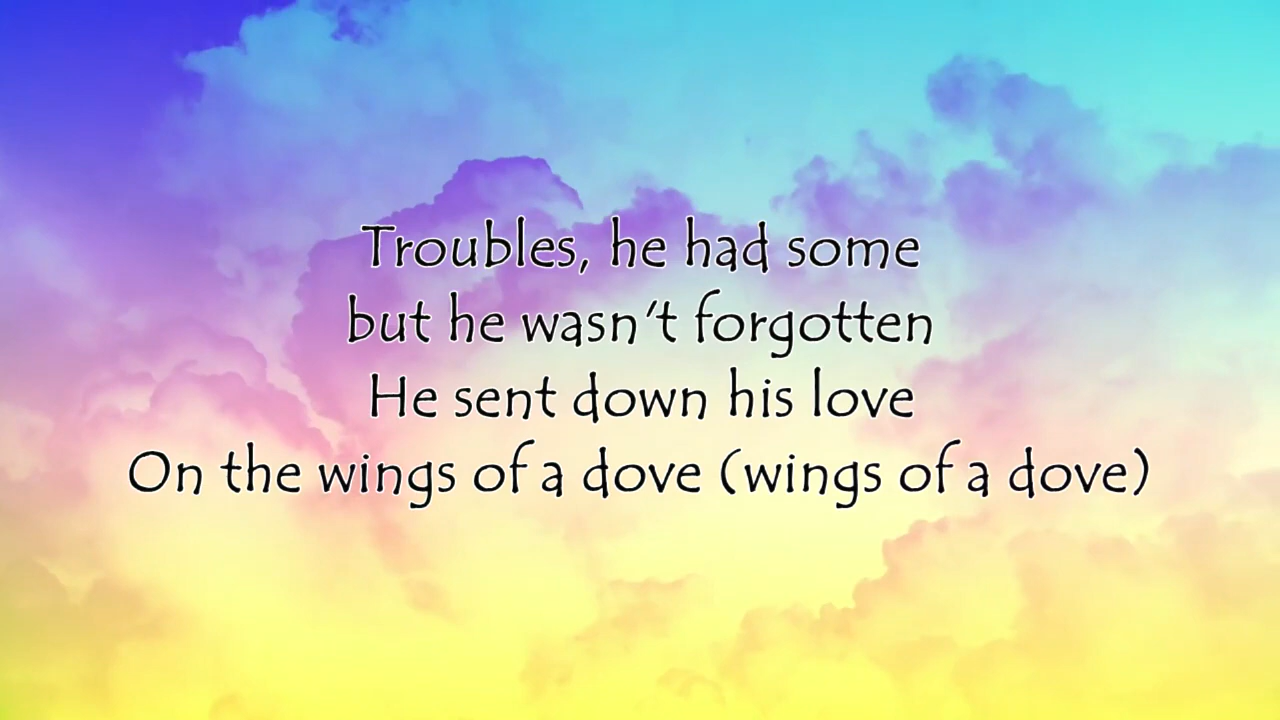 Troubles, he had some
but he wasn't forgotten
He sent down his love
On the wings of a dove (wings of a dove)